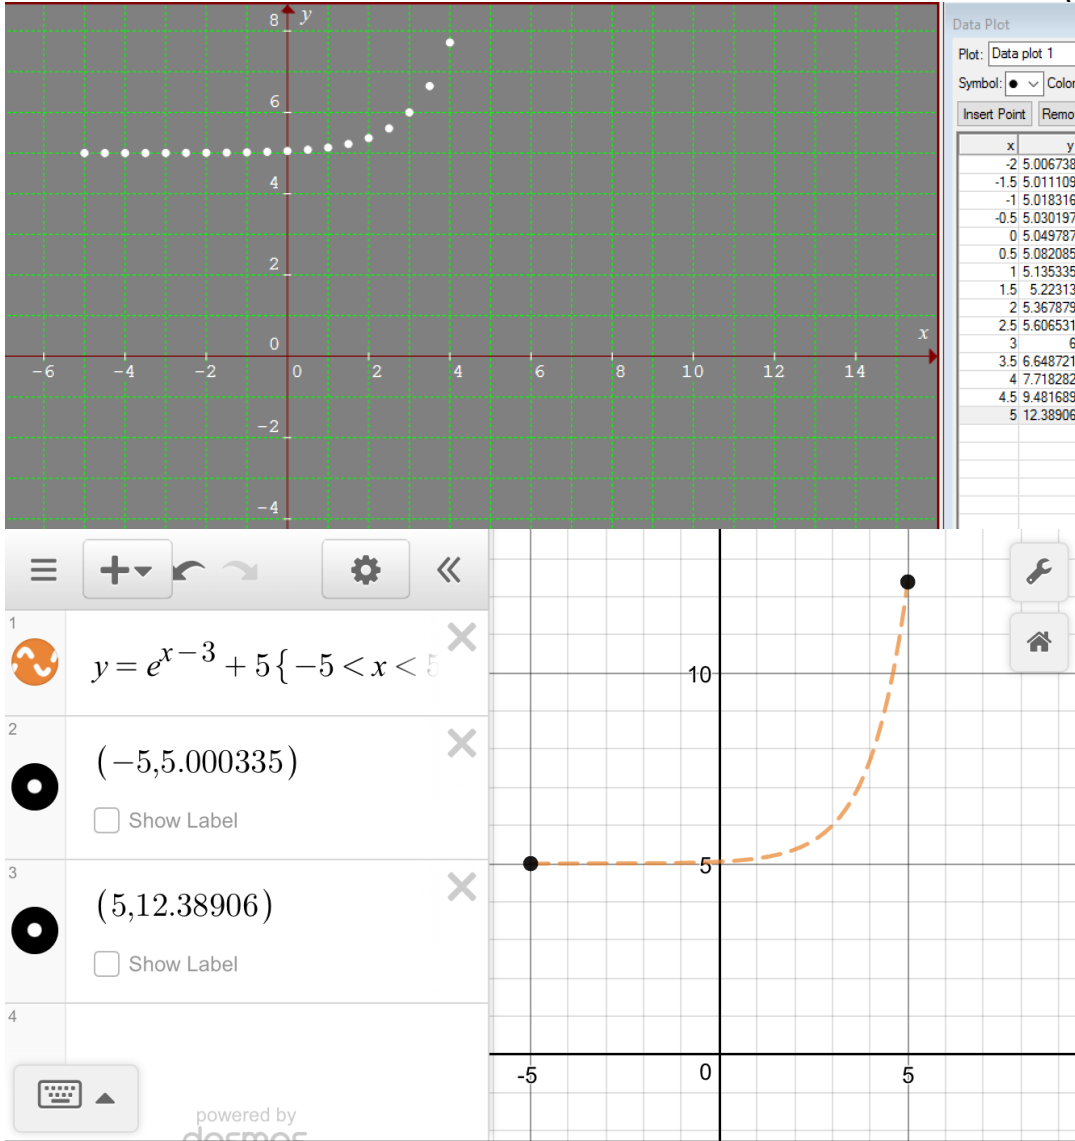 8
y
6
4
2
0
x
-6 -4 -2 0 2 4 6 8 10 12 14
-2
-4
Data Plot
Plot: Data plot 1
Symbol: Color
Insert Point Remo
x y
-2 5.006738
-1.5 5.011109
-1 5.018316
-0.5 5.030197
0 5.049787
0.5 5.082085
1 5.135335
1.5 5.22313
2 5.367879
2.5 5.606531
3 6
3.5 6.648721
4 7.718282
4.5 9.481689
5 12.38906
1
y = e^{x-3} + 5 { -5 < x < 5
2
(-5,5.000335)
Show Label
3
(5,12.38906)
Show Label
4
powered by
desmos
10
5
-5 0 5